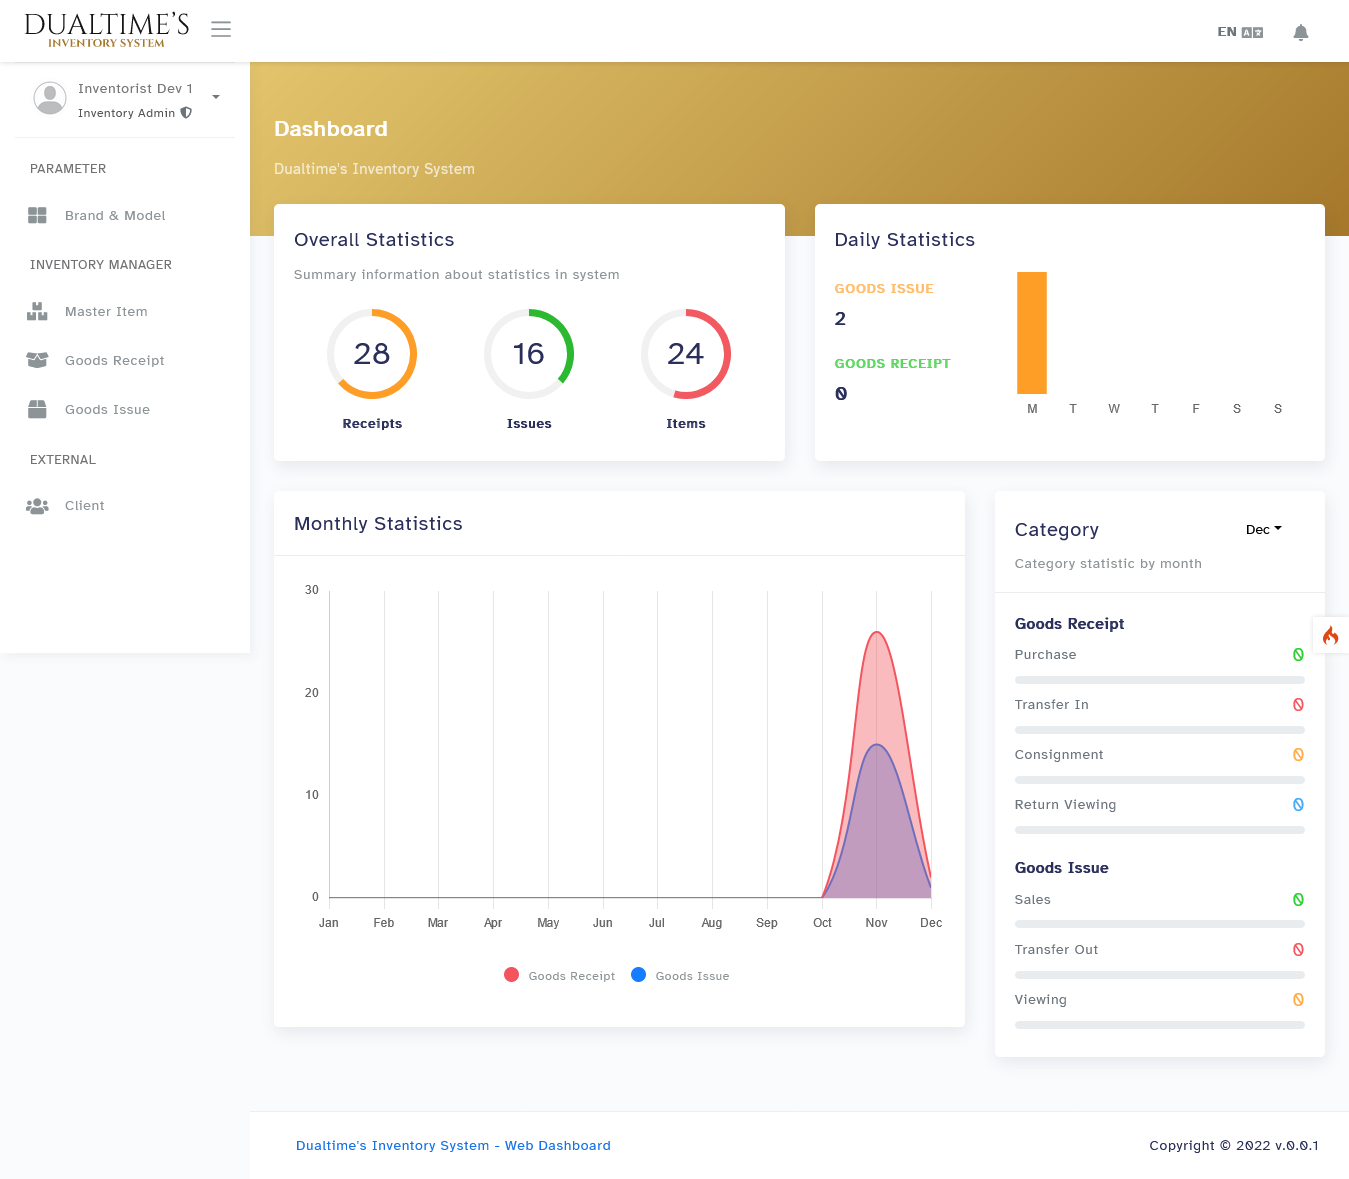 DUALTIME'S
INVENTORY SYSTEM
EN
Inventorist Dev 1
Inventory Admin
PARAMETER
Brand & Model
INVENTORY MANAGER
Master Item
Goods Receipt
Goods Issue
EXTERNAL
Client
Dashboard
Dualtime's Inventory System
Overall Statistics
Summary information about statistics in system
28
16
24
Receipts
Issues
Items
Daily Statistics
GOODS ISSUE
2
GOODS RECEIPT
0
M T W T F S S
Monthly Statistics
30
20
10
0
Jan Feb Mar Apr May Jun Jul Aug Sep Oct Nov Dec
Goods Receipt Goods Issue
Category
Dec
Category statistic by month
Goods Receipt
Purchase 0
Transfer In 0
Consignment 0
Return Viewing 0
Goods Issue
Sales 0
Transfer Out 0
Viewing 0
Dualtime's Inventory System - Web Dashboard
Copyright © 2022 v.0.0.1